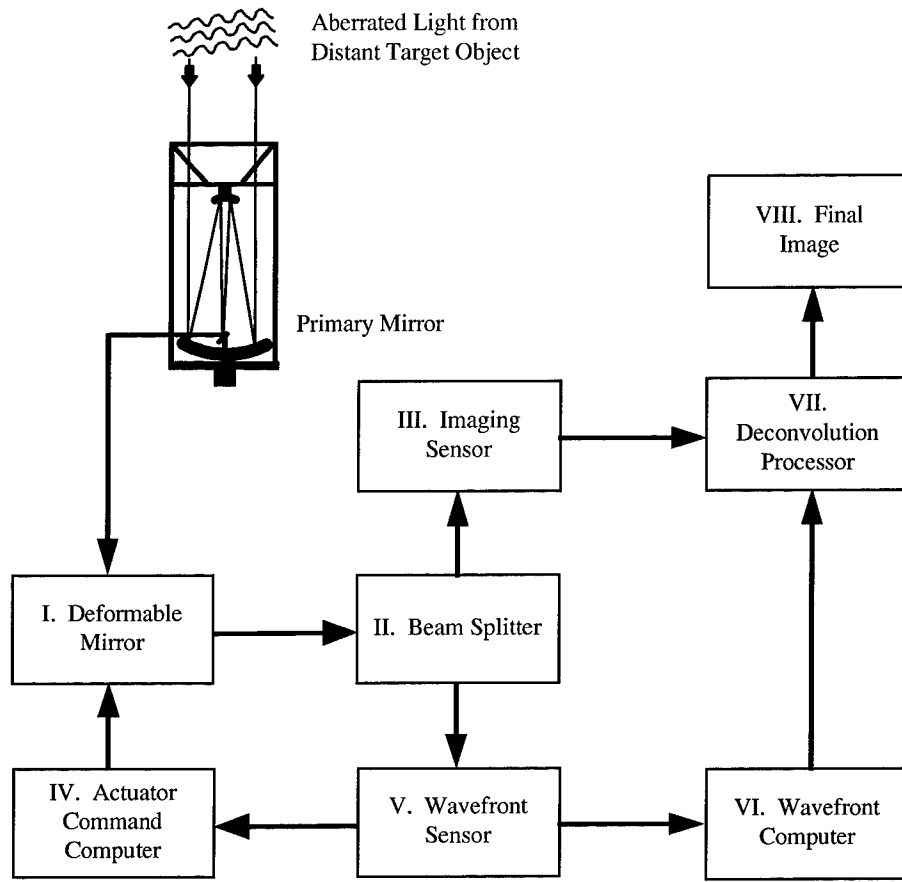 Aberrated Light from
Distant Target Object
Primary Mirror
VIII. Final
Image
III. Imaging
Sensor
VII.
Deconvolution
Processor
I. Deformable
Mirror
II. Beam Splitter
IV. Actuator
Command
Computer
V. Wavefront
Sensor
VI. Wavefront
Computer